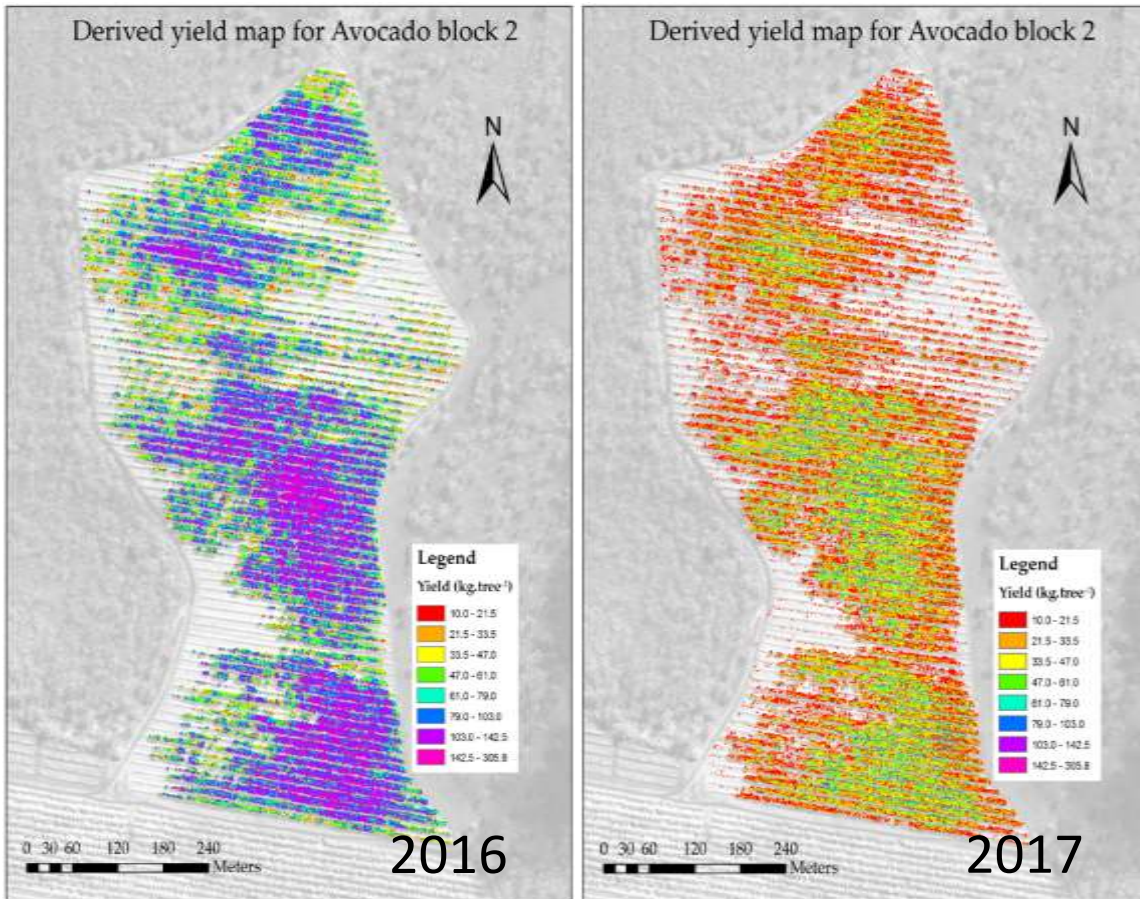 Derived yield map for Avocado block 2
N
Legend
Yield (kg.tree⁻¹)
10.0 - 21.5
21.5 - 33.5
33.5 - 47.0
47.0 - 61.0
61.0 - 79.0
79.0 - 103.0
103.0 - 142.5
142.5 - 305.8
0 30 60 120 180 240
Meters
2016
Derived yield map for Avocado block 2
N
Legend
Yield (kg.tree⁻¹)
10.0 - 21.5
21.5 - 33.5
33.5 - 47.0
47.0 - 61.0
61.0 - 79.0
79.0 - 103.0
103.0 - 142.5
142.5 - 305.8
0 30 60 120 180 240
Meters
2017